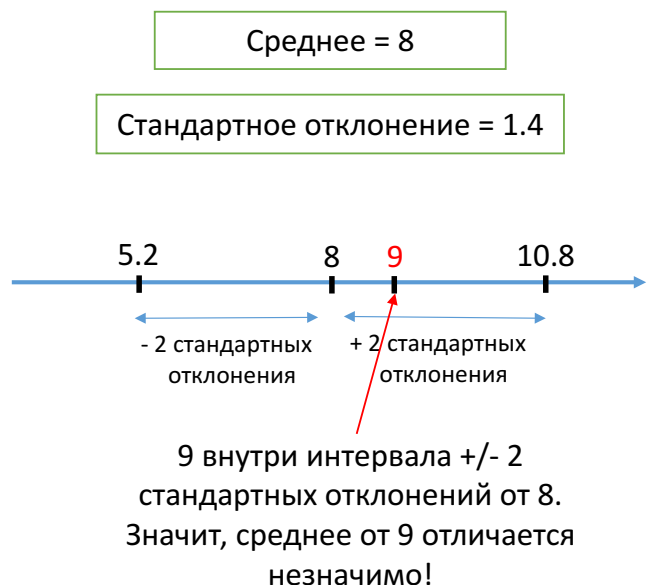 Среднее = 8
Стандартное отклонение = 1.4
5.2 8 9 10.8
- 2 стандартных + 2 стандартных
отклонения отклонения
9 внутри интервала +/- 2
стандартных отклонений от 8.
Значит, среднее от 9 отличается
незначимо!